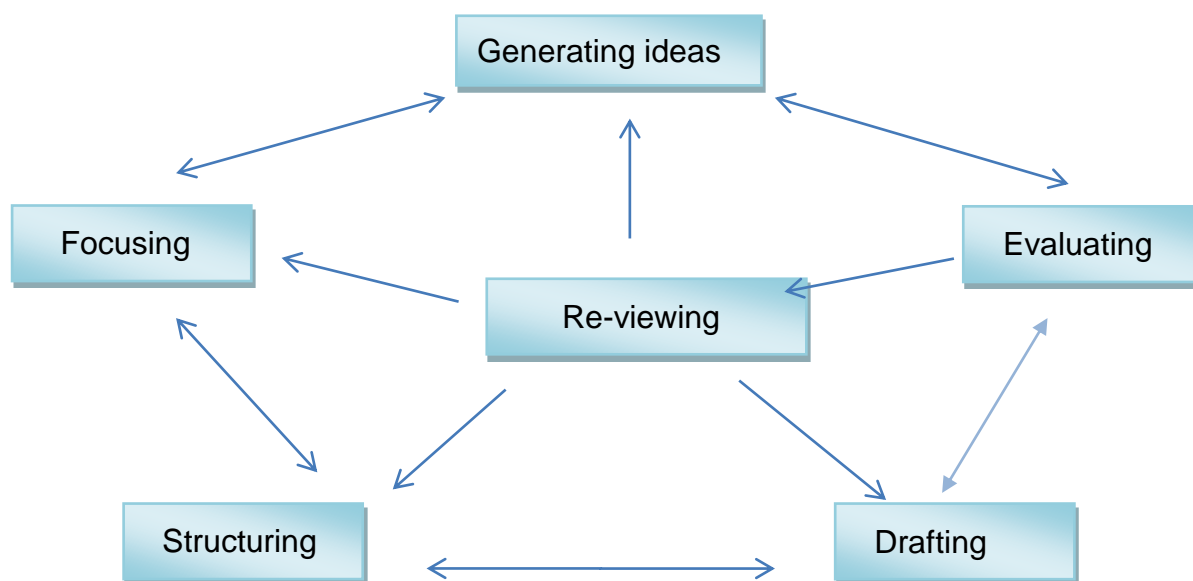 Generating ideas
Focusing
Evaluating
Re-viewing
Structuring
Drafting